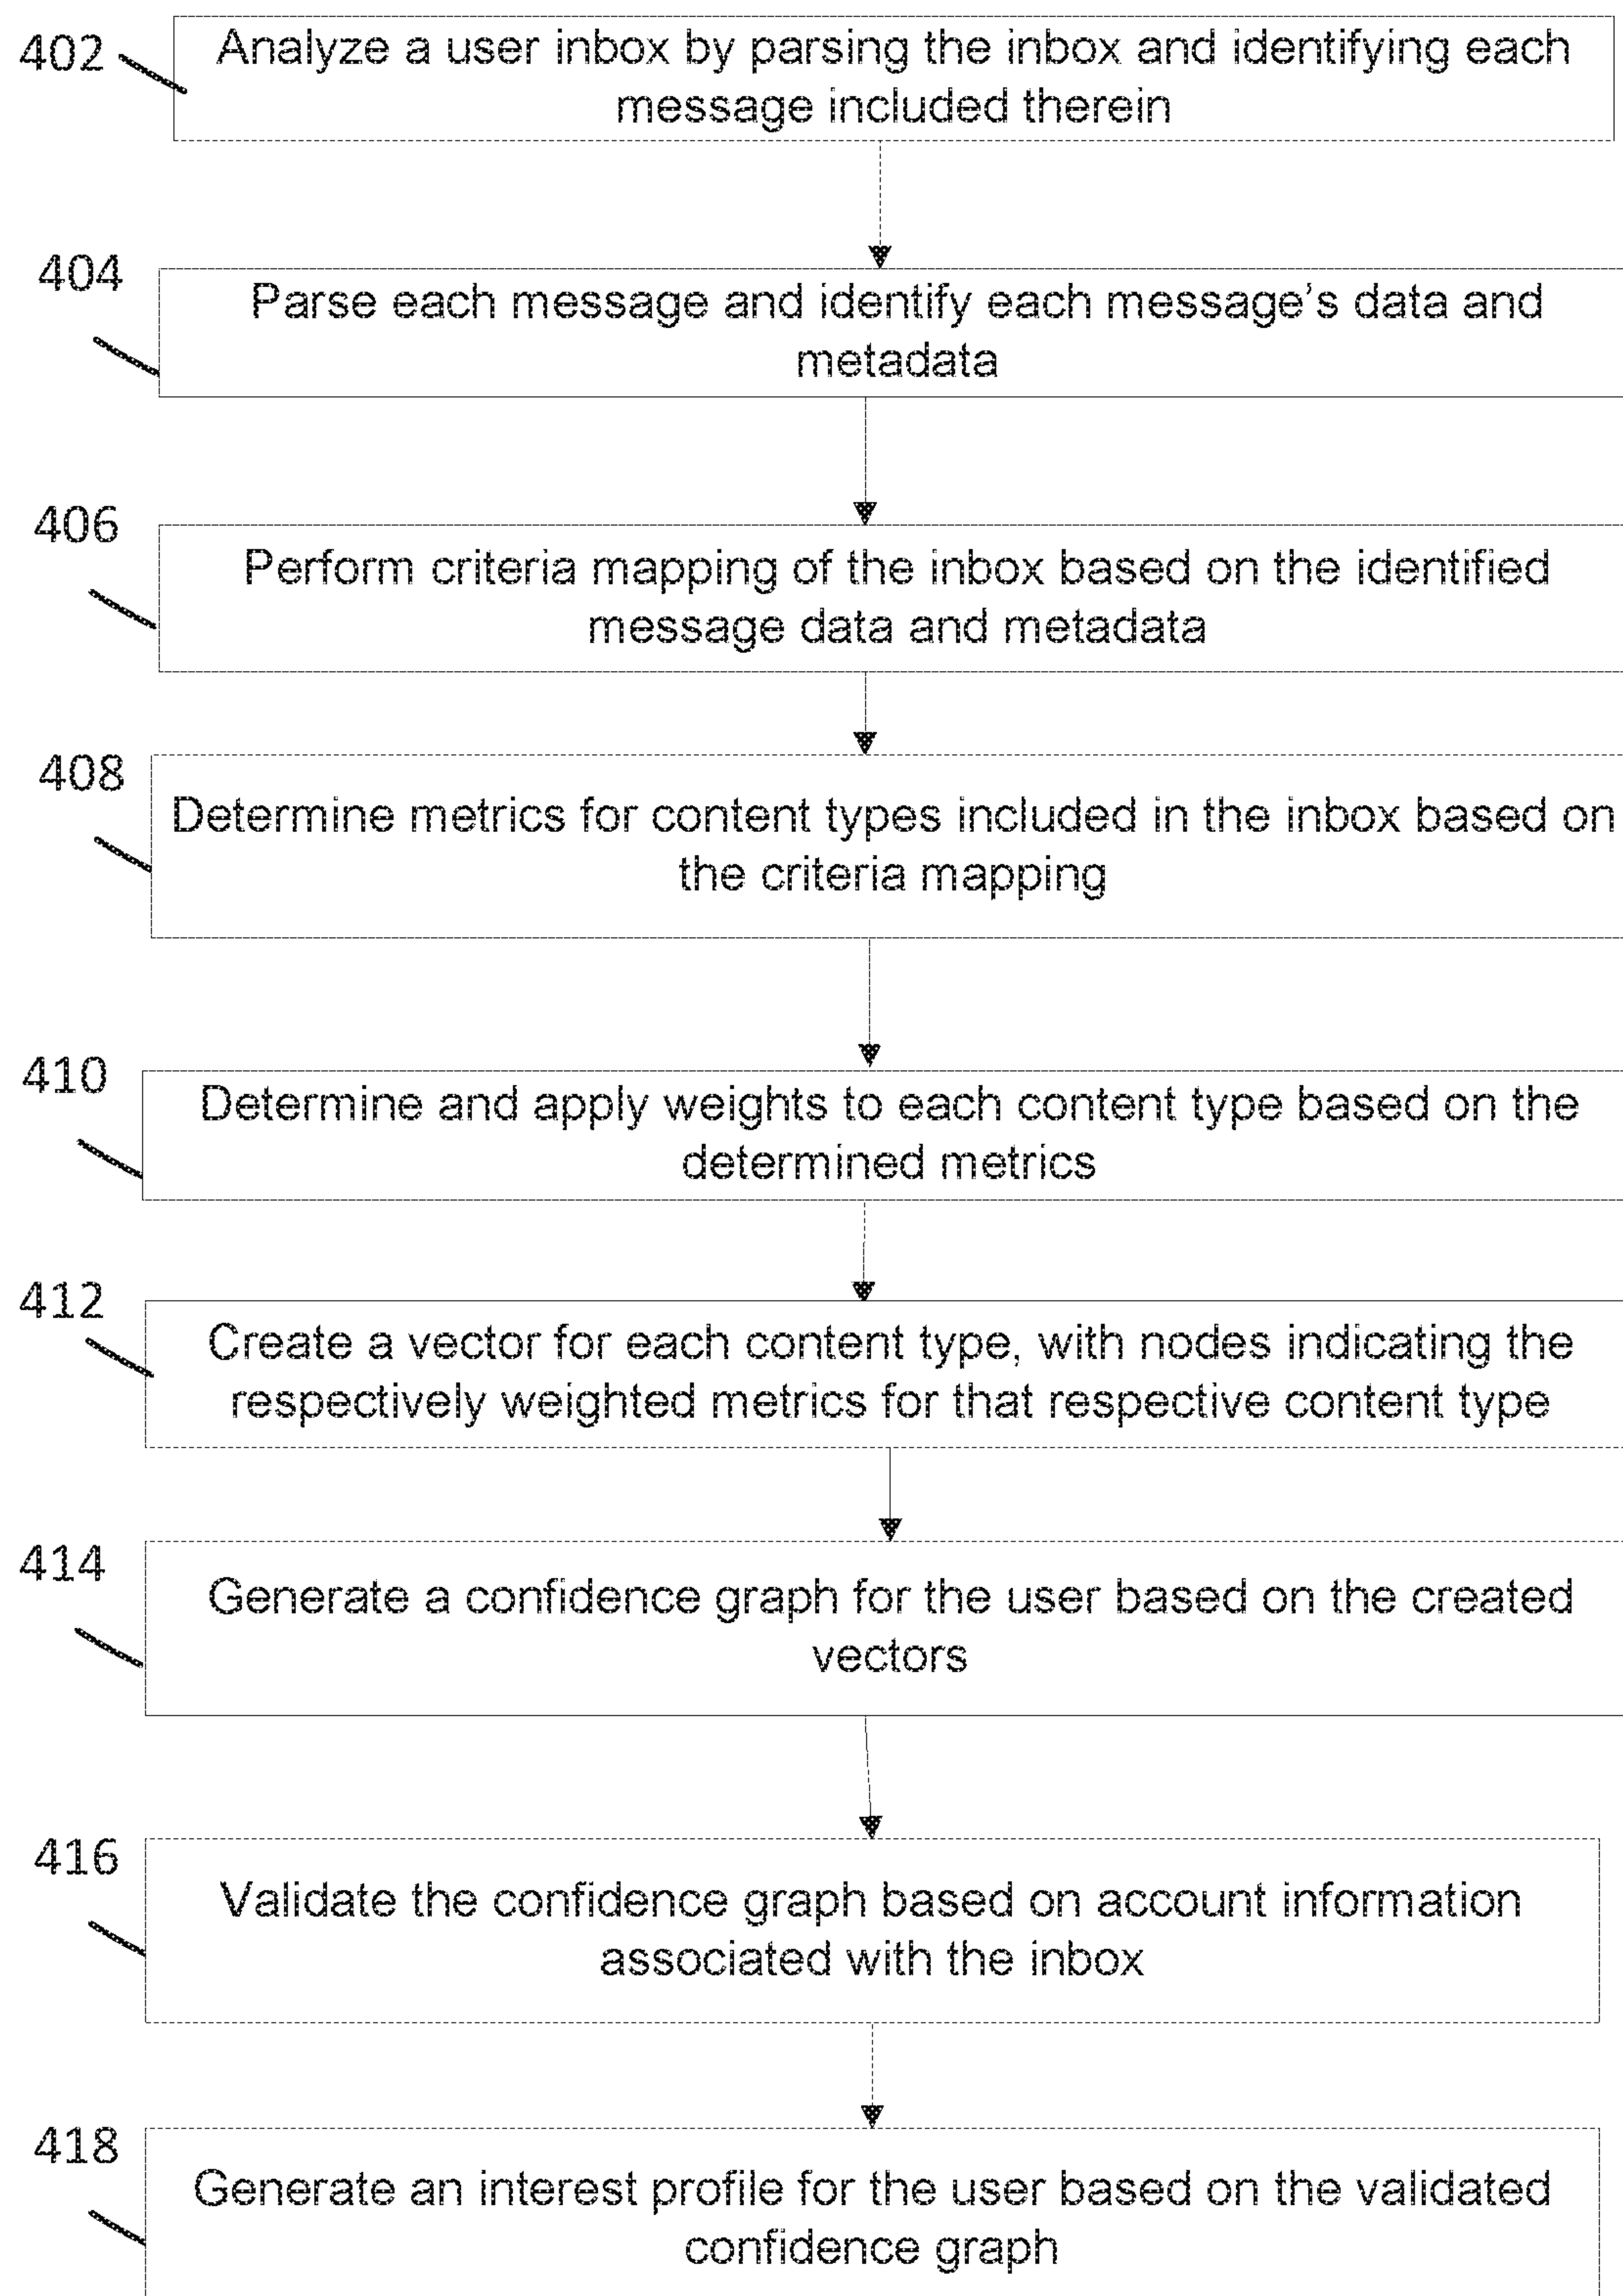 402
Analyze a user inbox by parsing the inbox and identifying each
message included therein
404
Parse each message and identify each message's data and
metadata
406
Perform criteria mapping of the inbox based on the identified
message data and metadata
408
Determine metrics for content types included in the inbox based on
the criteria mapping
410
Determine and apply weights to each content type based on the
determined metrics
412
Create a vector for each content type, with nodes indicating the
respectively weighted metrics for that respective content type
414
Generate a confidence graph for the user based on the created
vectors
416
Validate the confidence graph based on account information
associated with the inbox
418
Generate an interest profile for the user based on the validated
confidence graph